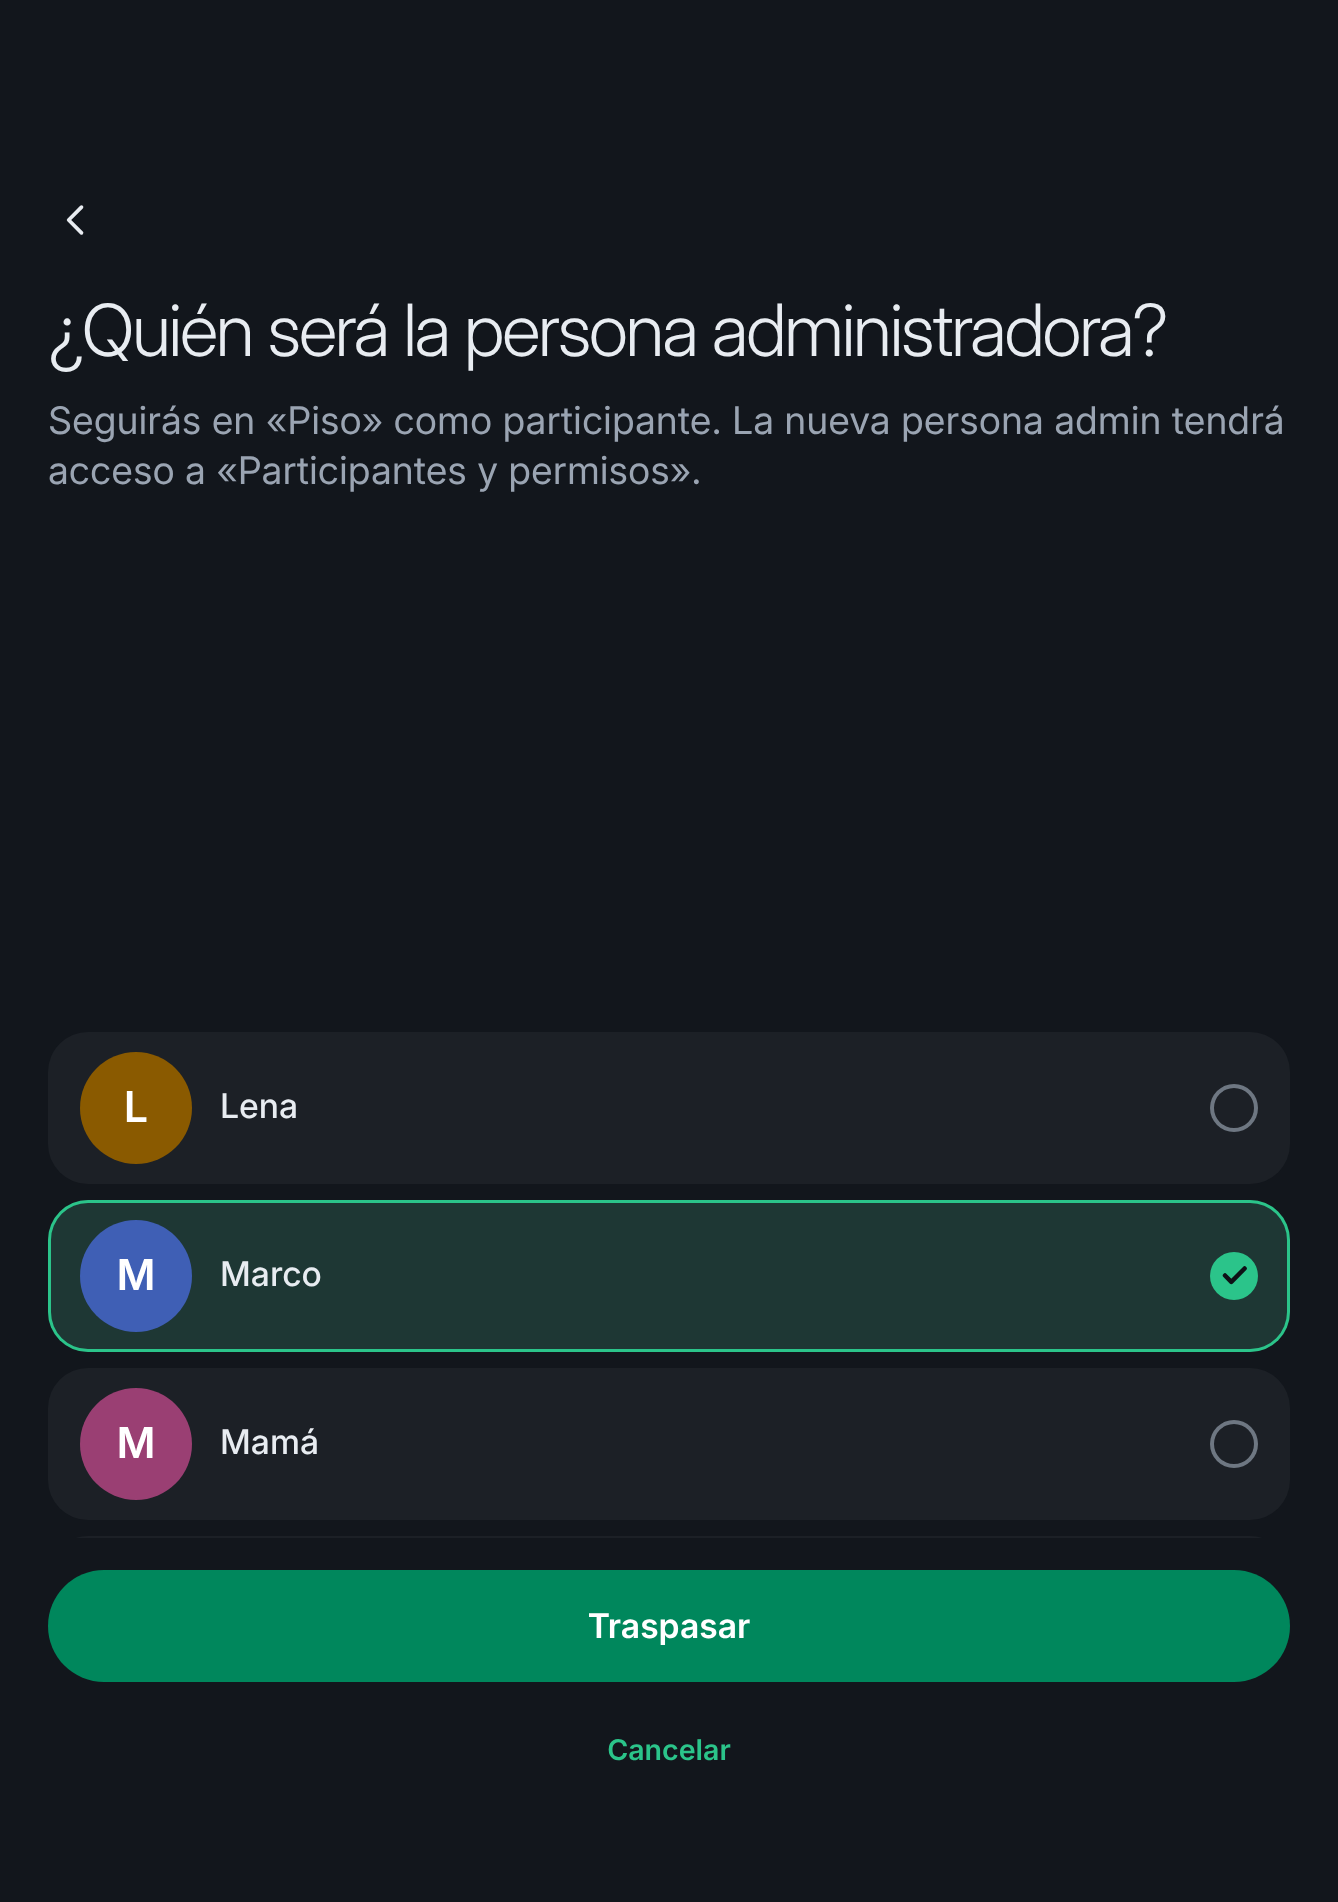 ¿Quién será la persona administradora?
Seguirás en «Piso» como participante. La nueva persona admin tendrá
acceso a «Participantes y permisos».
L
Lena
M
Marco
M
Mamá
Traspasar
Cancelar